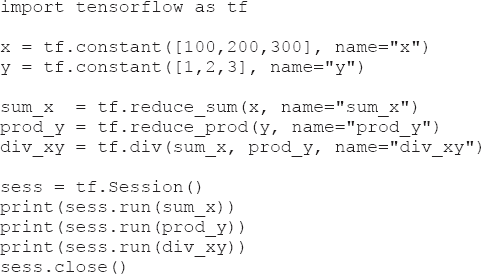 import tensorflow as tf
x = tf.constant([100,200,300], name="x")
y = tf.constant([1,2,3], name="y")
sum_x  = tf.reduce_sum(x, name="sum_x")
prod_y = tf.reduce_prod(y, name="prod_y")
div_xy = tf.div(sum_x, prod_y, name="div_xy")
sess = tf.Session()
print(sess.run(sum_x))
print(sess.run(prod_y))
print(sess.run(div_xy))
sess.close()